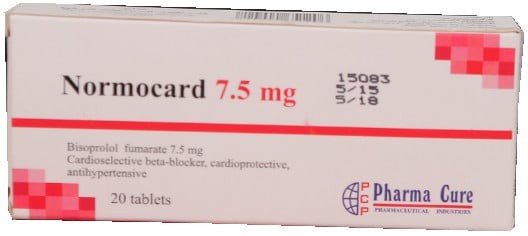 Normocard 7.5 mg
15083
5/15
5/18
Bisoprolol fumarate 7.5 mg
Cardioselective beta-blocker, cardioprotective,
antihypertensive
20 tablets
PCP
Pharma Cure
PHARMACEUTICAL INDUSTRIES